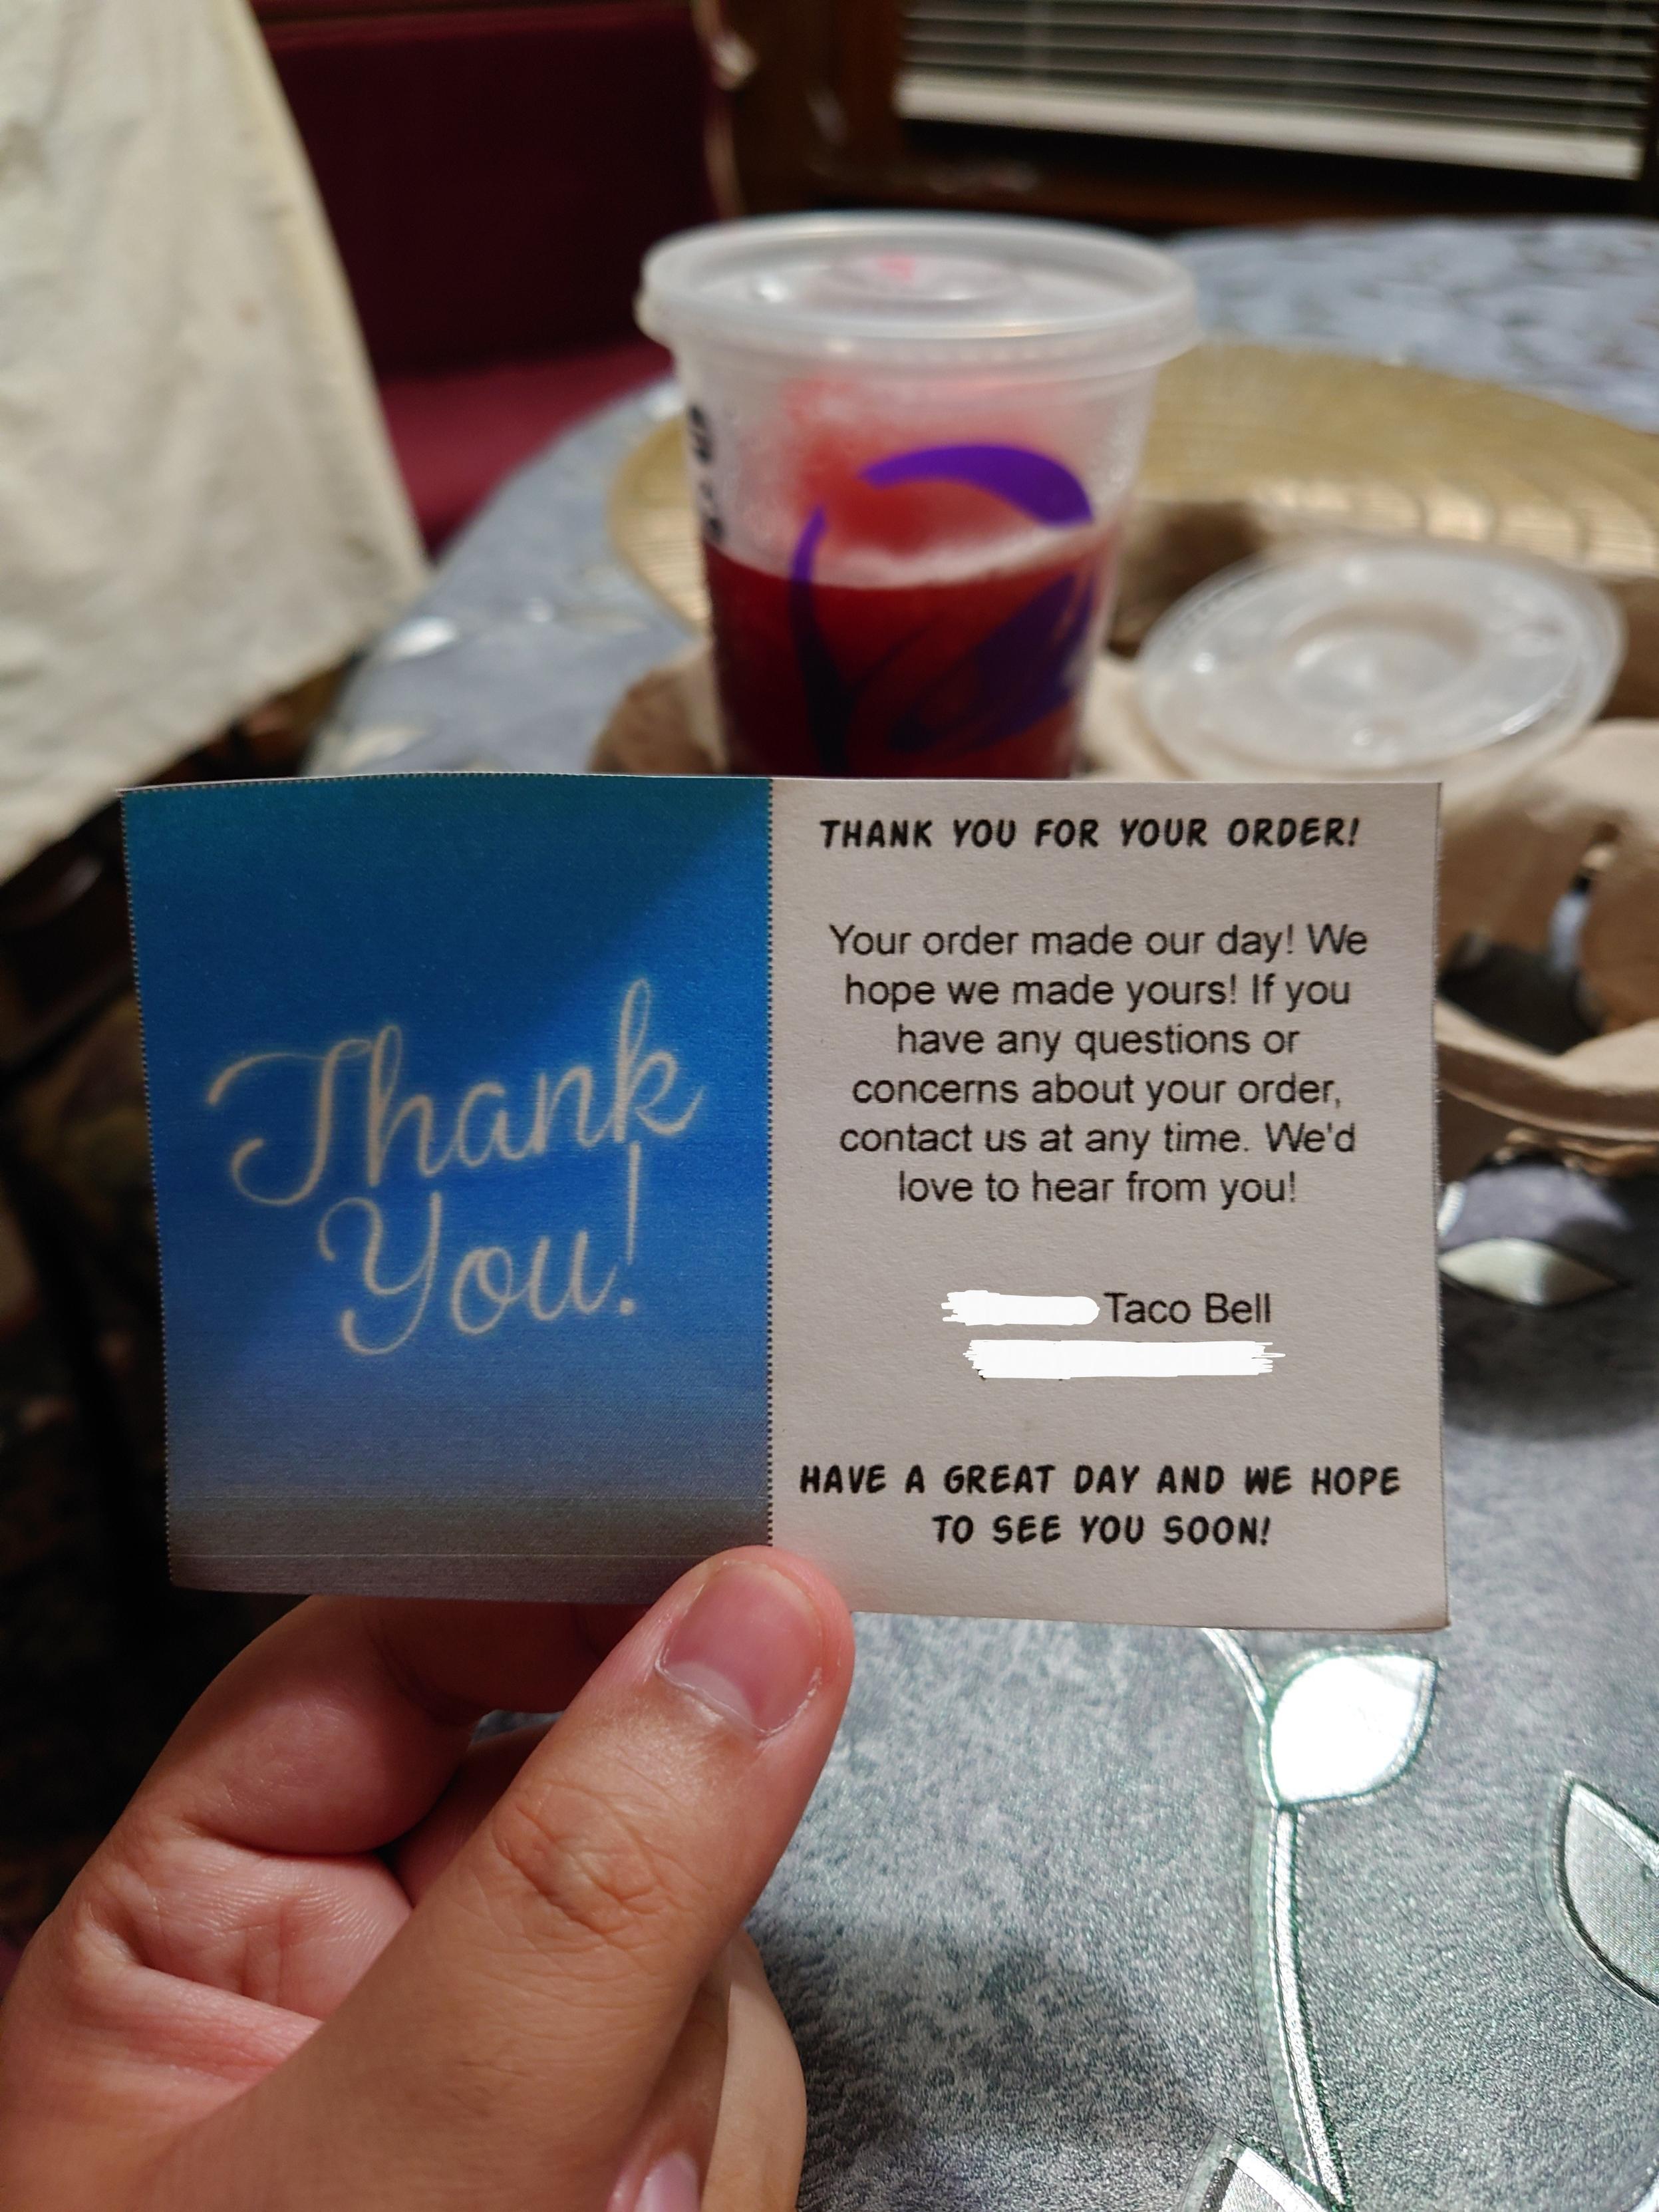 Thank
You!
THANK YOU FOR YOUR ORDER!
Your order made our day! We
hope we made yours! If you
have any questions or
concerns about your order,
contact us at any time. We'd
love to hear from you!
Taco Bell
HAVE A GREAT DAY AND WE HOPE
TO SEE YOU SOON!